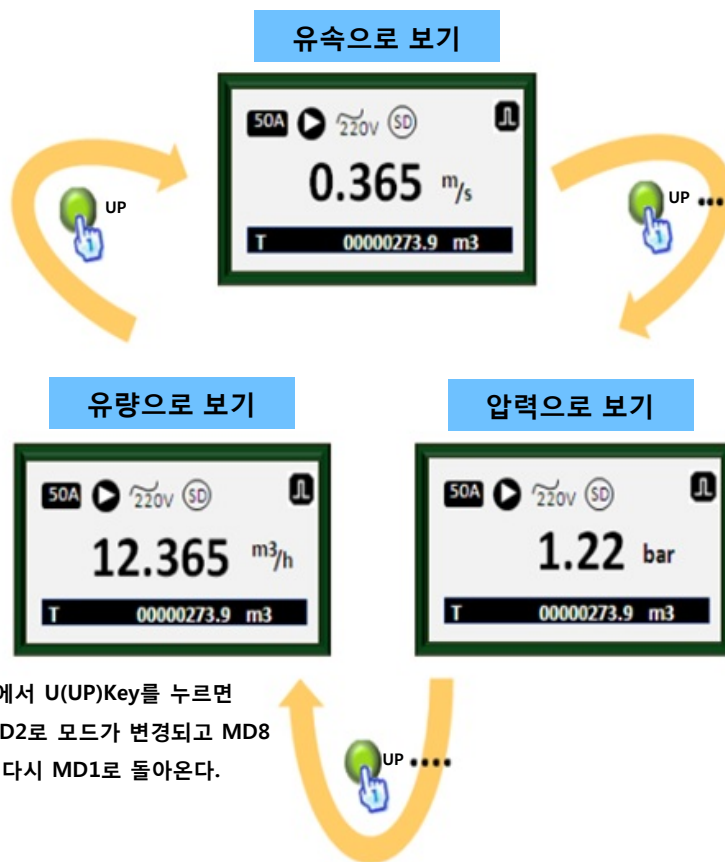 유속으로 보기
50A 220V SD
0.365 m/s
T 00000273.9 m3
UP
UP ••••
1
1
유량으로 보기
압력으로 보기
50A 220V SD
12.365 m3/h
T 00000273.9 m3
50A 220V SD
1.22 bar
T 00000273.9 m3
에서 U(UP)Key를 누르면
D2로 모드가 변경되고 MD8
다시 MD1로 돌아온다.
UP ••••
1